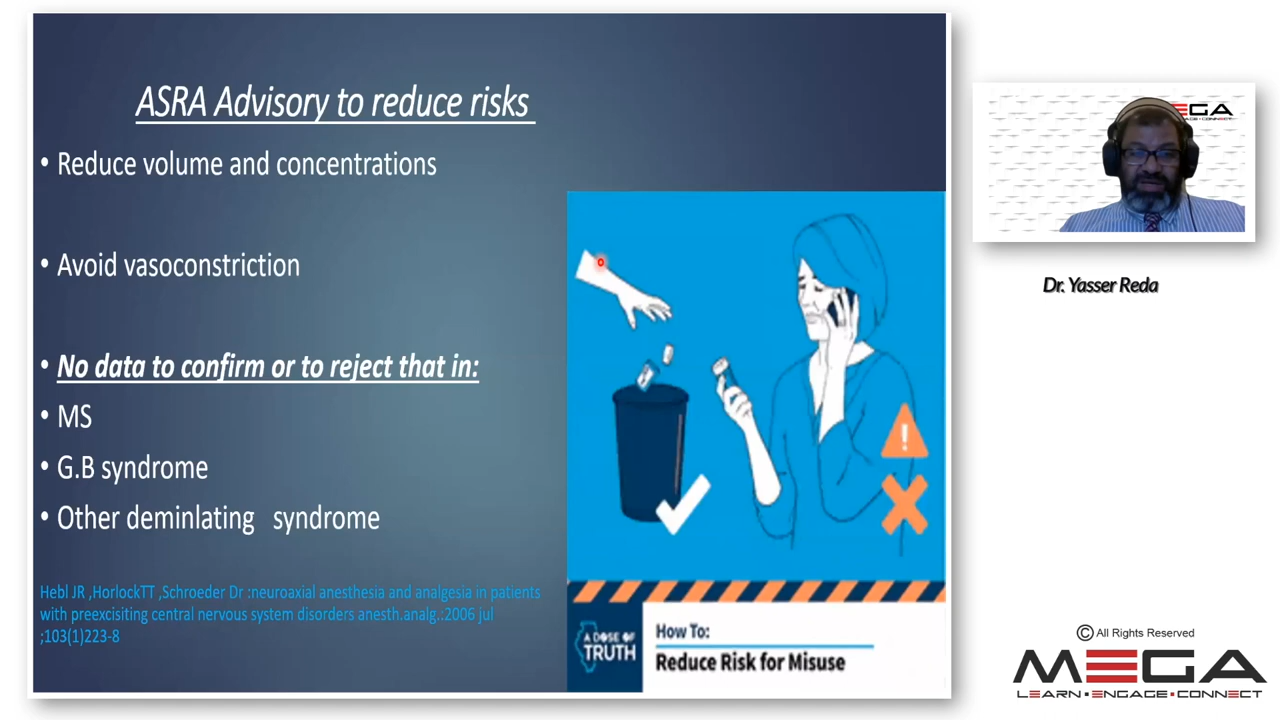 ASRA Advisory to reduce risks
• Reduce volume and concentrations
• Avoid vasoconstriction
• No data to confirm or to reject that in:
• MS
• G.B syndrome
• Other deminlating syndrome
Hebl JR ,HorlockTT ,Schroeder Dr :neuroaxial anesthesia and analgesia in patients
with preexcisiting central nervous system disorders anesth.analg.:2006 jul
;103(1)223-8
A DOSE OF
TRUTH
How To:
Reduce Risk for Misuse
Dr. Yasser Reda
© All Rights Reserved
MEGA
LEARN ▪ ENGAGE ▪ CONNECT